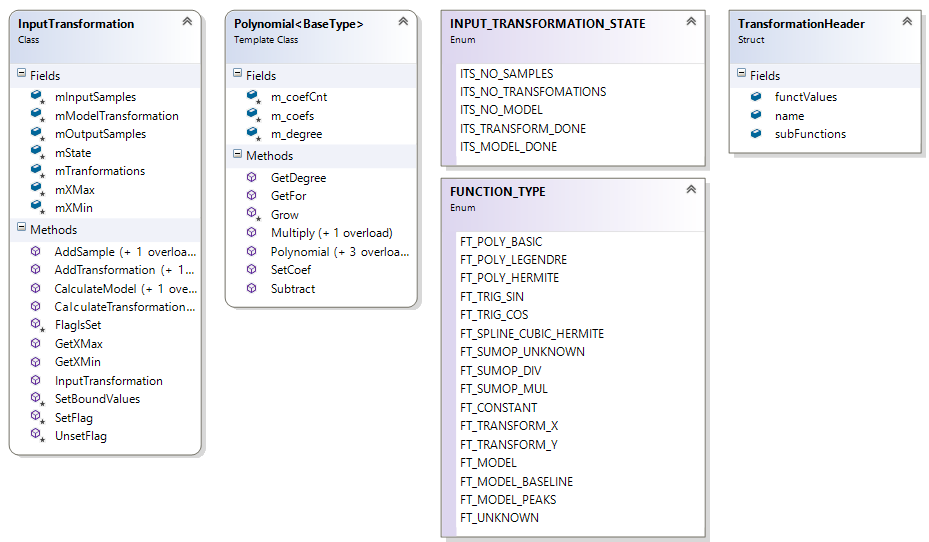 InputTransformation
Class
Fields
mInputSamples
mModelTransformation
mOutputSamples
mState
mTranformations
mXMax
mXMin
Methods
AddSample (+ 1 overloa...
AddTransformation (+ 1...
CalculateModel (+ 1 ove...
CalculateTransformation...
FlagIsSet
GetXMax
GetXMin
InputTransformation
SetBoundValues
SetFlag
UnsetFlag
Polynomial<BaseType>
Template Class
Fields
m_coefCnt
m_coefs
m_degree
Methods
GetDegree
GetFor
Grow
Multiply (+ 1 overload)
Polynomial (+ 3 overloa...
SetCoef
Subtract
INPUT_TRANSFORMATION_STATE
Enum
ITS_NO_SAMPLES
ITS_NO_TRANSFOMATIONS
ITS_NO_MODEL
ITS_TRANSFORM_DONE
ITS_MODEL_DONE
FUNCTION_TYPE
Enum
FT_POLY_BASIC
FT_POLY_LEGENDRE
FT_POLY_HERMITE
FT_TRIG_SIN
FT_TRIG_COS
FT_SPLINE_CUBIC_HERMITE
FT_SUMOP_UNKNOWN
FT_SUMOP_DIV
FT_SUMOP_MUL
FT_CONSTANT
FT_TRANSFORM_X
FT_TRANSFORM_Y
FT_MODEL
FT_MODEL_BASELINE
FT_MODEL_PEAKS
FT_UNKNOWN
TransformationHeader
Struct
Fields
functValues
name
subFunctions